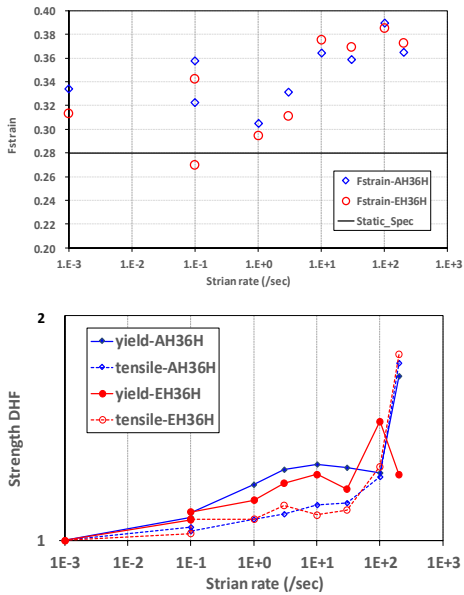 0.40
0.38
0.36
0.34
0.32
0.30
0.28
0.26
0.24
0.22
0.20
Fstrain
Fstrain-AH36H
Fstrain-EH36H
Static_Spec
1.E-3 1.E-2 1.E-1 1.E+0 1.E+1 1.E+2 1.E+3
Strian rate (/sec)
2
1
Strength DHF
yield-AH36H
tensile-AH36H
yield-EH36H
tensile-EH36H
1E-3 1E-2 1E-1 1E+0 1E+1 1E+2 1E+3
Strian rate (/sec)